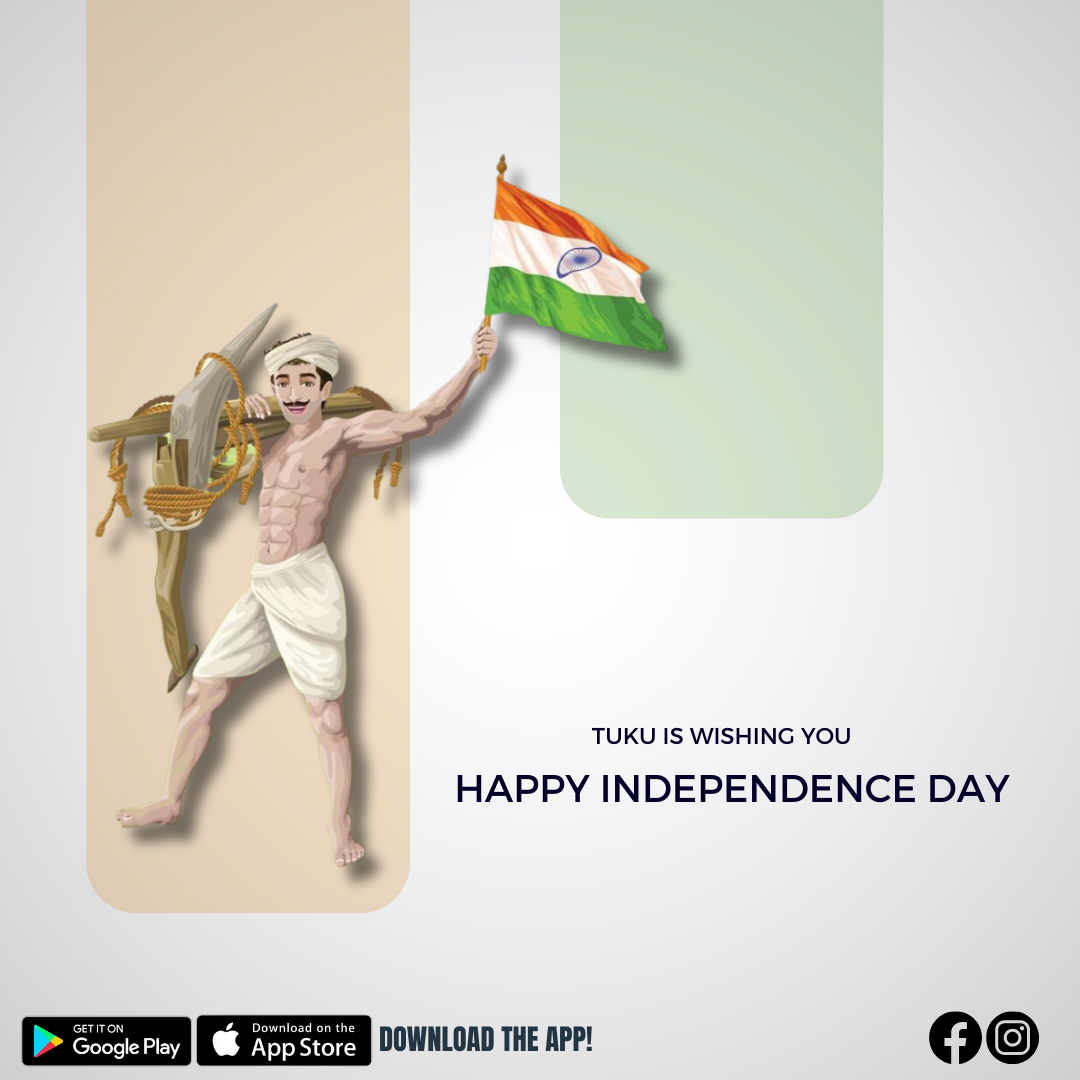 TUKU IS WISHING YOU
HAPPY INDEPENDENCE DAY
GET IT ON
Google Play
Download on the
App Store
DOWNLOAD THE APP!